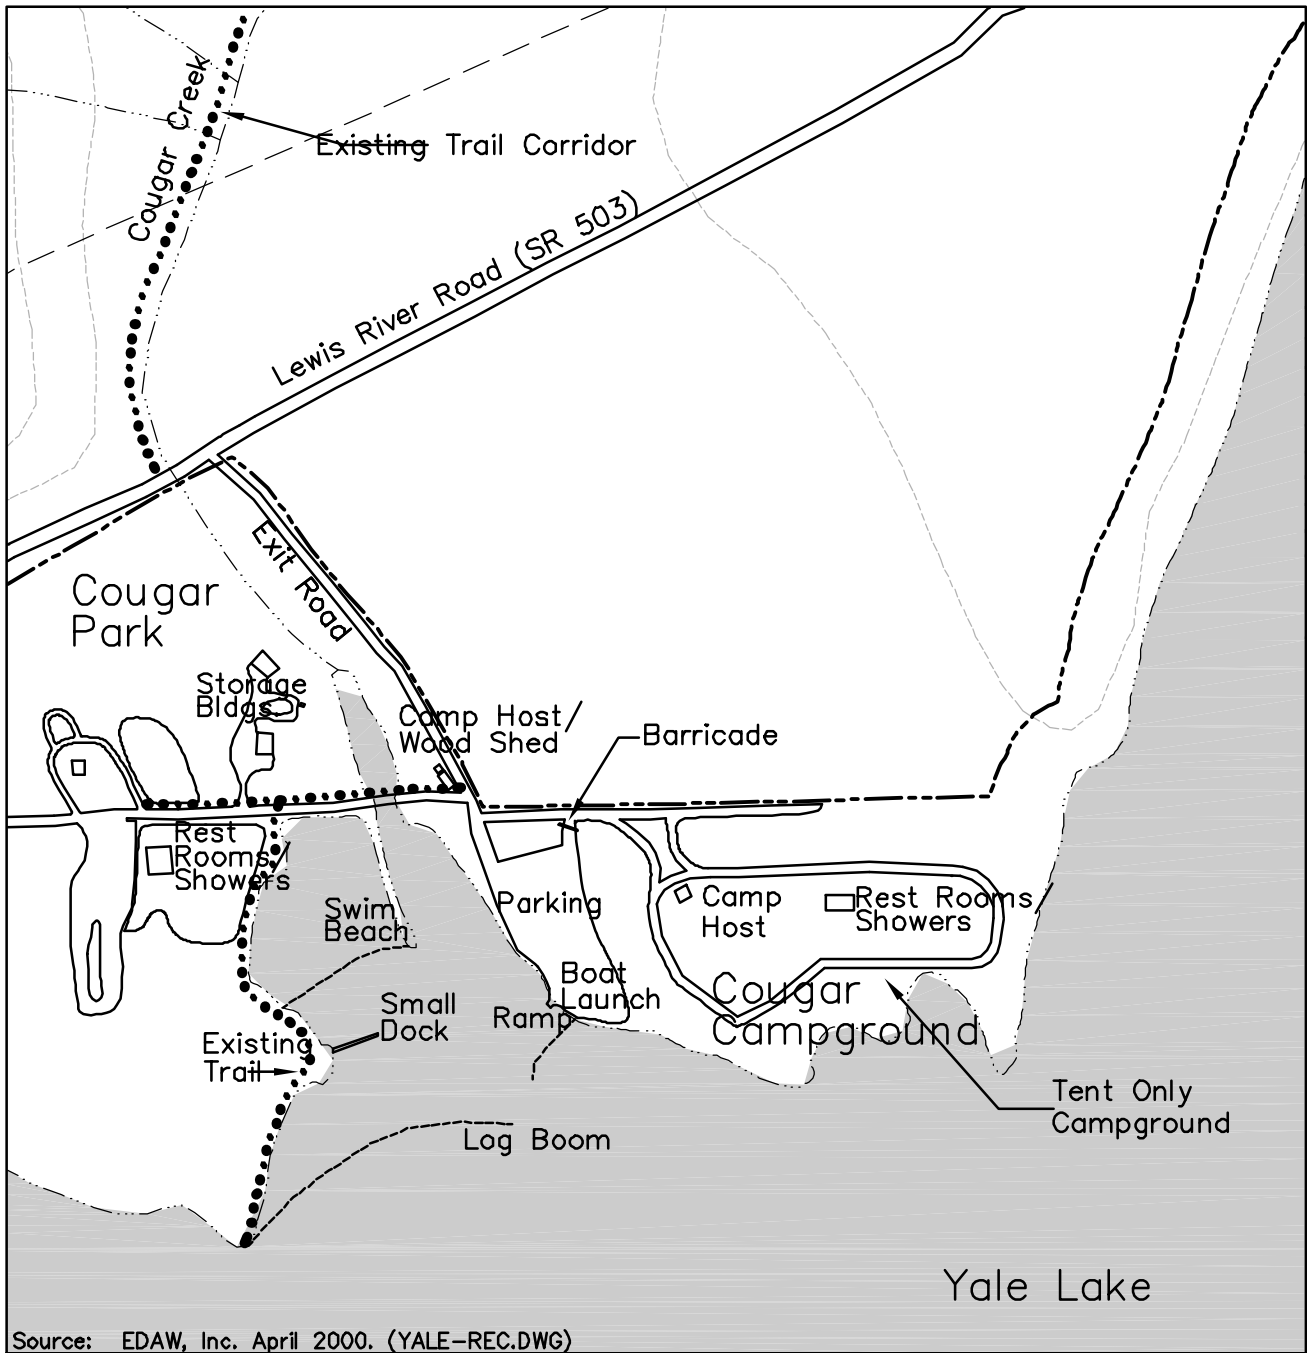 Cougar Creek
Existing Trail Corridor
Lewis River Road (SR 503)
Exit Road
Cougar
Park
Storage
Bldgs.
Camp Host/
Wood Shed
Barricade
Rest
Rooms/
Showers
Swim
Beach
Parking
Camp
Host
Rest Rooms/
Showers
Boat
Launch
Ramp
Small
Dock
Cougar
Campground
Existing
Trail
Tent Only
Campground
Log Boom
Yale Lake
Source: EDAW, Inc. April 2000. (YALE-REC.DWG)